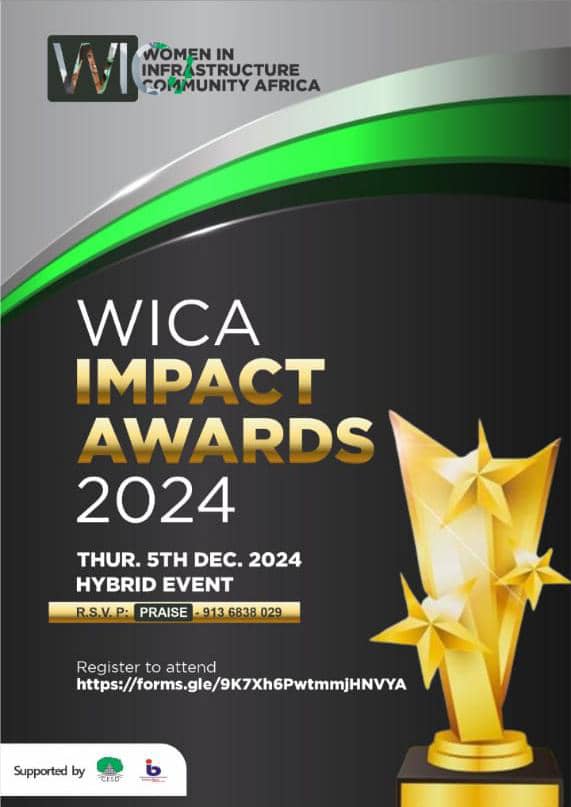 WICA
WOMEN IN
INFRASTRUCTURE
COMMUNITY AFRICA
WICA
IMPACT
AWARDS
2024
THUR. 5TH DEC. 2024
HYBRID EVENT
R.S.V. P: PRAISE - 913 6838 029
Register to attend
https://forms.gle/9K7Xh6PwtmmjHNVYA
Supported by